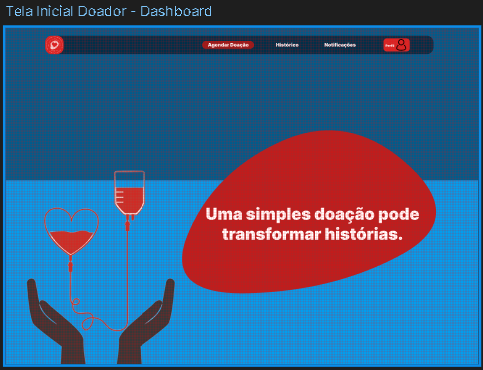 Tela Inicial Doador - Dashboard
Agendar Doação Histórico Notificações Perfil
Uma simples doação pode
transformar histórias.